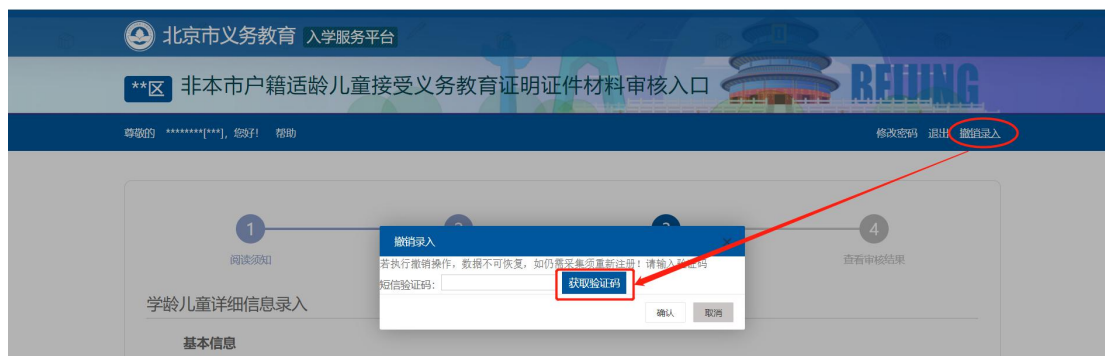 北京市义务教育 入学服务平台
**区 非本市户籍适龄儿童接受义务教育证明证件材料审核入口
BEIJING
尊敬的 ********[***], 您好! 帮助 修改密码 退出 撤销录入
1 2 3 4
阅读须知 查看审核结果
撤销录入
若执行撤销操作，数据不可恢复，如仍需采集须重新注册！请输入验证码
短信验证码: 获取验证码
确认 取消
学龄儿童详细信息录入
基本信息